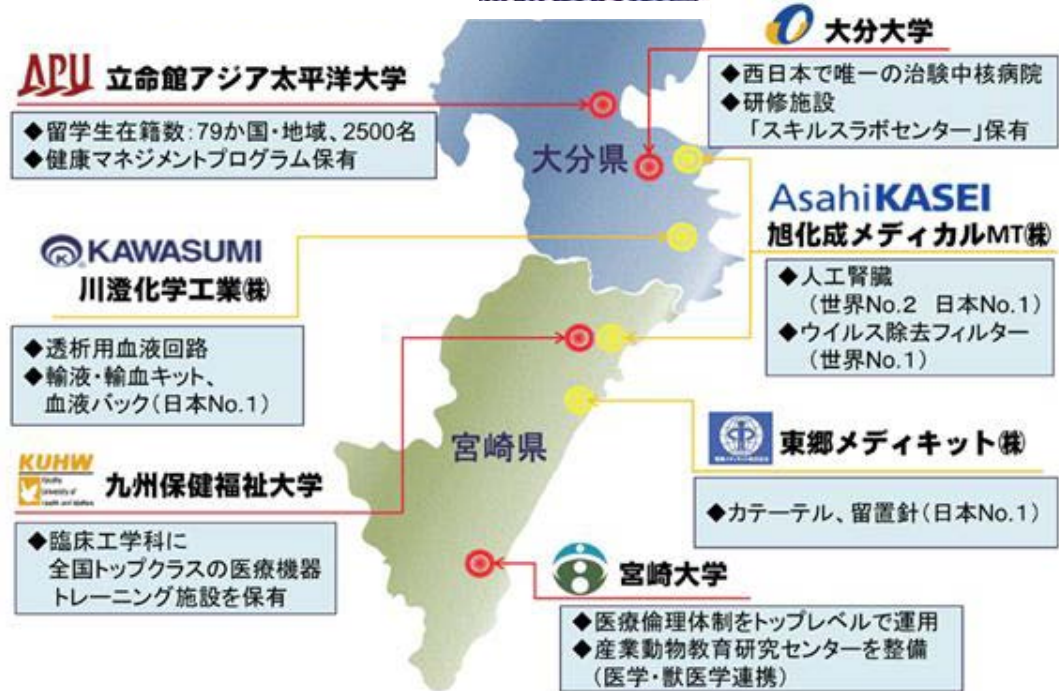 APU 立命館アジア太平洋大学
◆留学生在籍数:79か国・地域、2500名
◆健康マネジメントプログラム保有
大分大学
◆西日本で唯一の治験中核病院
◆研修施設
「スキルスラボセンター」保有
大分県
AsahiKASEI
旭化成メディカルMT㈱
◆人工腎臓
(世界No.2 日本No.1)
◆ウイルス除去フィルター
(世界No.1)
KAWASUMI
川澄化学工業㈱
◆透析用血液回路
◆輸液・輸血キット、
血液バック(日本No.1)
宮崎県
東郷メディキット㈱
◆カテーテル、留置針(日本No.1)
KUHW
九州保健福祉大学
◆臨床工学科に
全国トップクラスの医療機器
トレーニング施設を保有
宮崎大学
◆医療倫理体制をトップレベルで運用
◆産業動物教育研究センターを整備
(医学・獣医学連携)